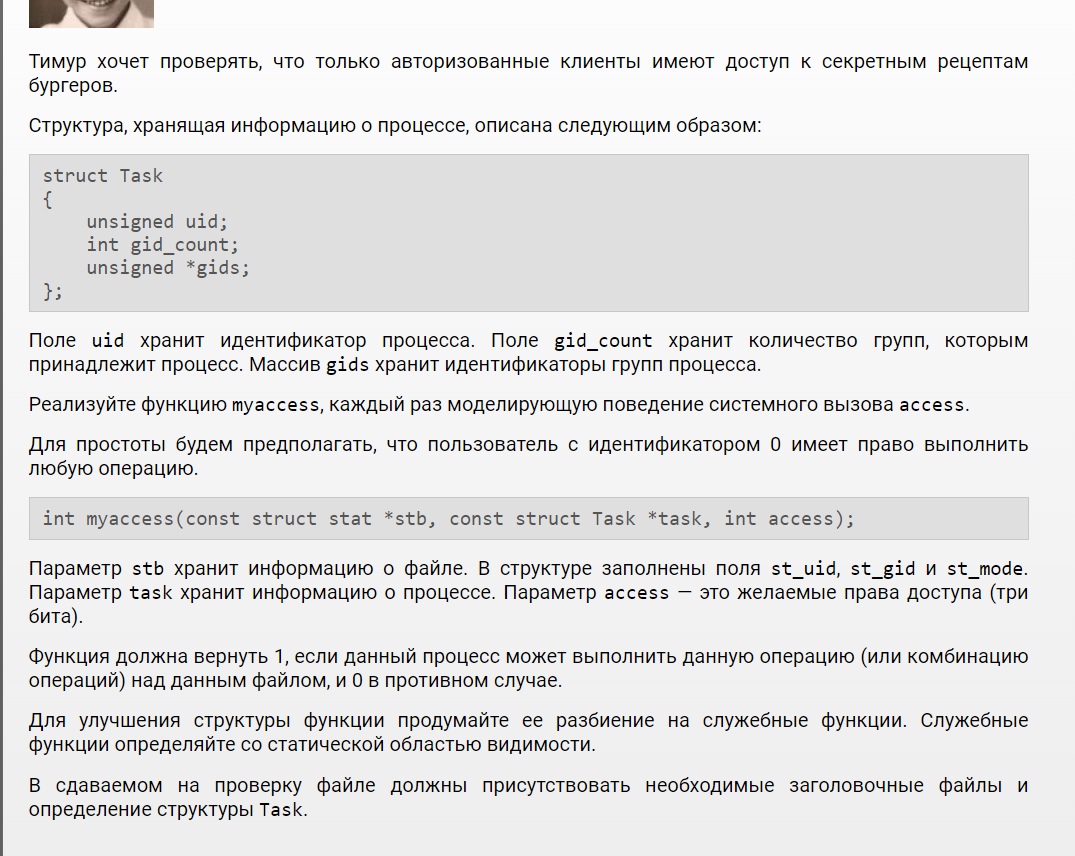 Тимур хочет проверять, что только авторизованные клиенты имеют доступ к секретным рецептам
бургеров.
Структура, хранящая информацию о процессе, описана следующим образом:
struct Task
{
    unsigned uid;
    int gid_count;
    unsigned *gids;
};
Поле uid хранит идентификатор процесса. Поле gid_count хранит количество групп, которым
принадлежит процесс. Массив gids хранит идентификаторы групп процесса.
Реализуйте функцию myaccess, каждый раз моделирующую поведение системного вызова access.
Для простоты будем предполагать, что пользователь с идентификатором 0 имеет право выполнить
любую операцию.
int myaccess(const struct stat *stb, const struct Task *task, int access);
Параметр stb хранит информацию о файле. В структуре заполнены поля st_uid, st_gid и st_mode.
Параметр task хранит информацию о процессе. Параметр access — это желаемые права доступа (три
бита).
Функция должна вернуть 1, если данный процесс может выполнить данную операцию (или комбинацию
операций) над данным файлом, и 0 в противном случае.
Для улучшения структуры функции продумайте ее разбиение на служебные функции. Служебные
функции определяйте со статической областью видимости.
В сдаваемом на проверку файле должны присутствовать необходимые заголовочные файлы и
определение структуры Task.